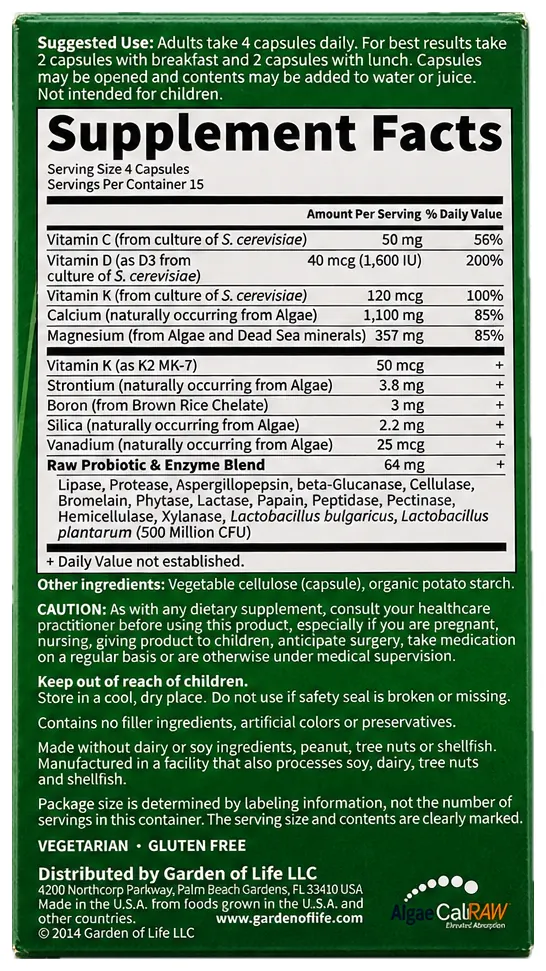 Suggested Use: Adults take 4 capsules daily. For best results take
2 capsules with breakfast and 2 capsules with lunch. Capsules
may be opened and contents may be added to water or juice.
Not intended for children.
Supplement Facts
Serving Size 4 Capsules
Servings Per Container 15
Amount Per Serving % Daily Value
Vitamin C (from culture of S. cerevisiae) 50 mg 56%
Vitamin D (as D3 from 40 mcg (1,600 IU) 200%
culture of S. cerevisiae)
Vitamin K (from culture of S. cerevisiae) 120 mcg 100%
Calcium (naturally occurring from Algae) 1,100 mg 85%
Magnesium (from Algae and Dead Sea minerals) 357 mg 85%
Vitamin K (as K2 MK-7) 50 mcg +
Strontium (naturally occurring from Algae) 3.8 mg +
Boron (from Brown Rice Chelate) 3 mg +
Silica (naturally occurring from Algae) 2.2 mg +
Vanadium (naturally occurring from Algae) 25 mcg +
Raw Probiotic & Enzyme Blend 64 mg +
Lipase, Protease, Aspergillopepsin, beta-Glucanase, Cellulase,
Bromelain, Phytase, Lactase, Papain, Peptidase, Pectinase,
Hemicellulase, Xylanase, Lactobacillus bulgaricus, Lactobacillus
plantarum (500 Million CFU)
+ Daily Value not established.
Other ingredients: Vegetable cellulose (capsule), organic potato starch.
CAUTION: As with any dietary supplement, consult your healthcare
practitioner before using this product, especially if you are pregnant,
nursing, giving product to children, anticipate surgery, take medication
on a regular basis or are otherwise under medical supervision.
Keep out of reach of children.
Store in a cool, dry place. Do not use if safety seal is broken or missing.
Contains no filler ingredients, artificial colors or preservatives.
Made without dairy or soy ingredients, peanut, tree nuts or shellfish.
Manufactured in a facility that also processes soy, dairy, tree nuts
and shellfish.
Package size is determined by labeling information, not the number of
servings in this container. The serving size and contents are clearly marked.
VEGETARIAN • GLUTEN FREE
Distributed by Garden of Life LLC
4200 Northcorp Parkway, Palm Beach Gardens, FL 33410 USA
Made in the U.S.A. from foods grown in the U.S.A. and
other countries. www.gardenoflife.com
© 2014 Garden of Life LLC
AlgaeCalRAW
Elevated Absorption